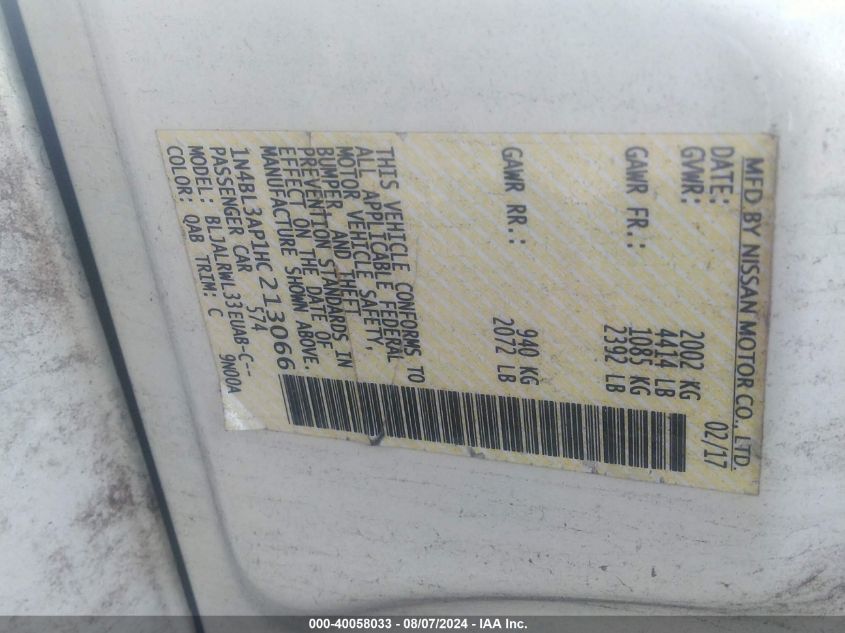 MFD BY NISSAN MOTOR CO., LTD.
DATE: 02/17
GVWR: 2002 KG
4414 LB
GAWR FR.: 1085 KG
2392 LB
GAWR RR.: 940 KG
2072 LB
THIS VEHICLE CONFORMS TO
ALL APPLICABLE FEDERAL
MOTOR VEHICLE SAFETY,
BUMPER, AND THEFT
PREVENTION STANDARDS IN
EFFECT ON THE DATE OF
MANUFACTURE SHOWN ABOVE.
1N4BL3AP1HC213066
PASSENGER CAR 574
MODEL: BLJALRWL33EUAB-C-- 9N00A
COLOR: QAB TRIM: C
000-40058033 - 08/07/2024 - IAA Inc.